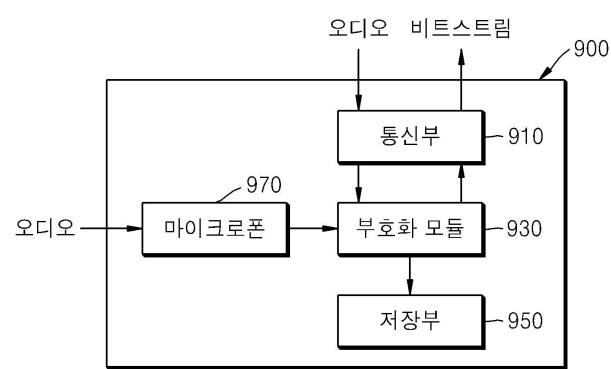 오디오 비트스트림
900
통신부 910
970
오디오 마이크로폰 부호화 모듈 930
저장부 950